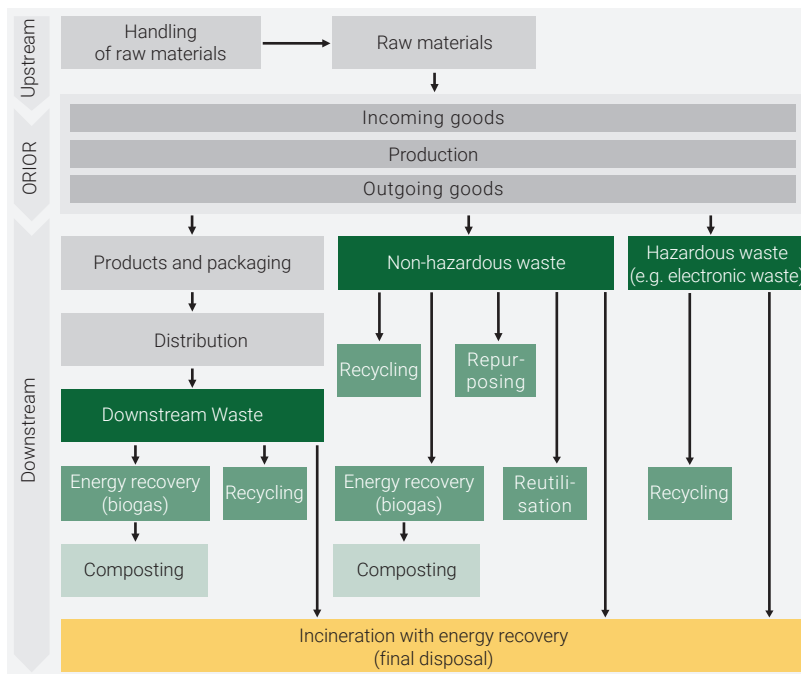 Upstream
Handling
of raw materials
Raw materials
ORIOR
Incoming goods
Production
Outgoing goods
Downstream
Products and packaging
Non-hazardous waste
Hazardous waste
(e.g. electronic waste)
Distribution
Recycling
Repur-
posing
Downstream Waste
Energy recovery
(biogas)
Recycling
Energy recovery
(biogas)
Reutili-
sation
Recycling
Composting
Composting
Incineration with energy recovery
(final disposal)